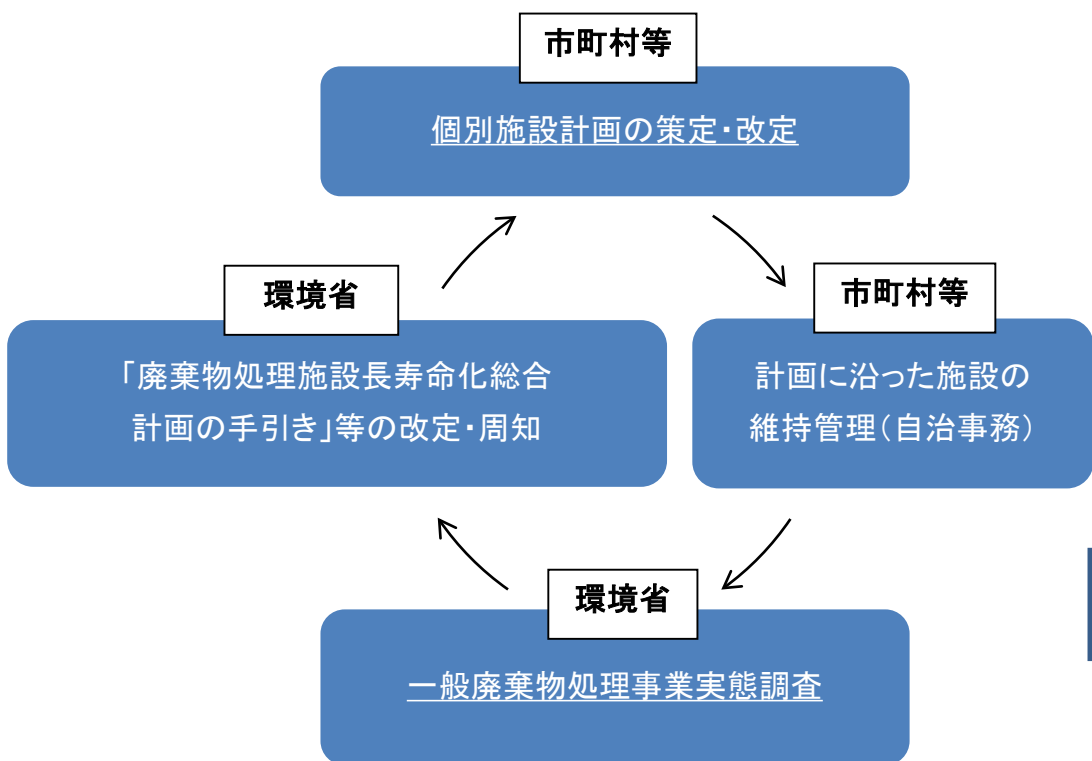 市町村等
個別施設計画の策定・改定
環境省
「廃棄物処理施設長寿命化総合
計画の手引き」等の改定・周知
市町村等
計画に沿った施設の
維持管理(自治事務)
環境省
一般廃棄物処理事業実態調査